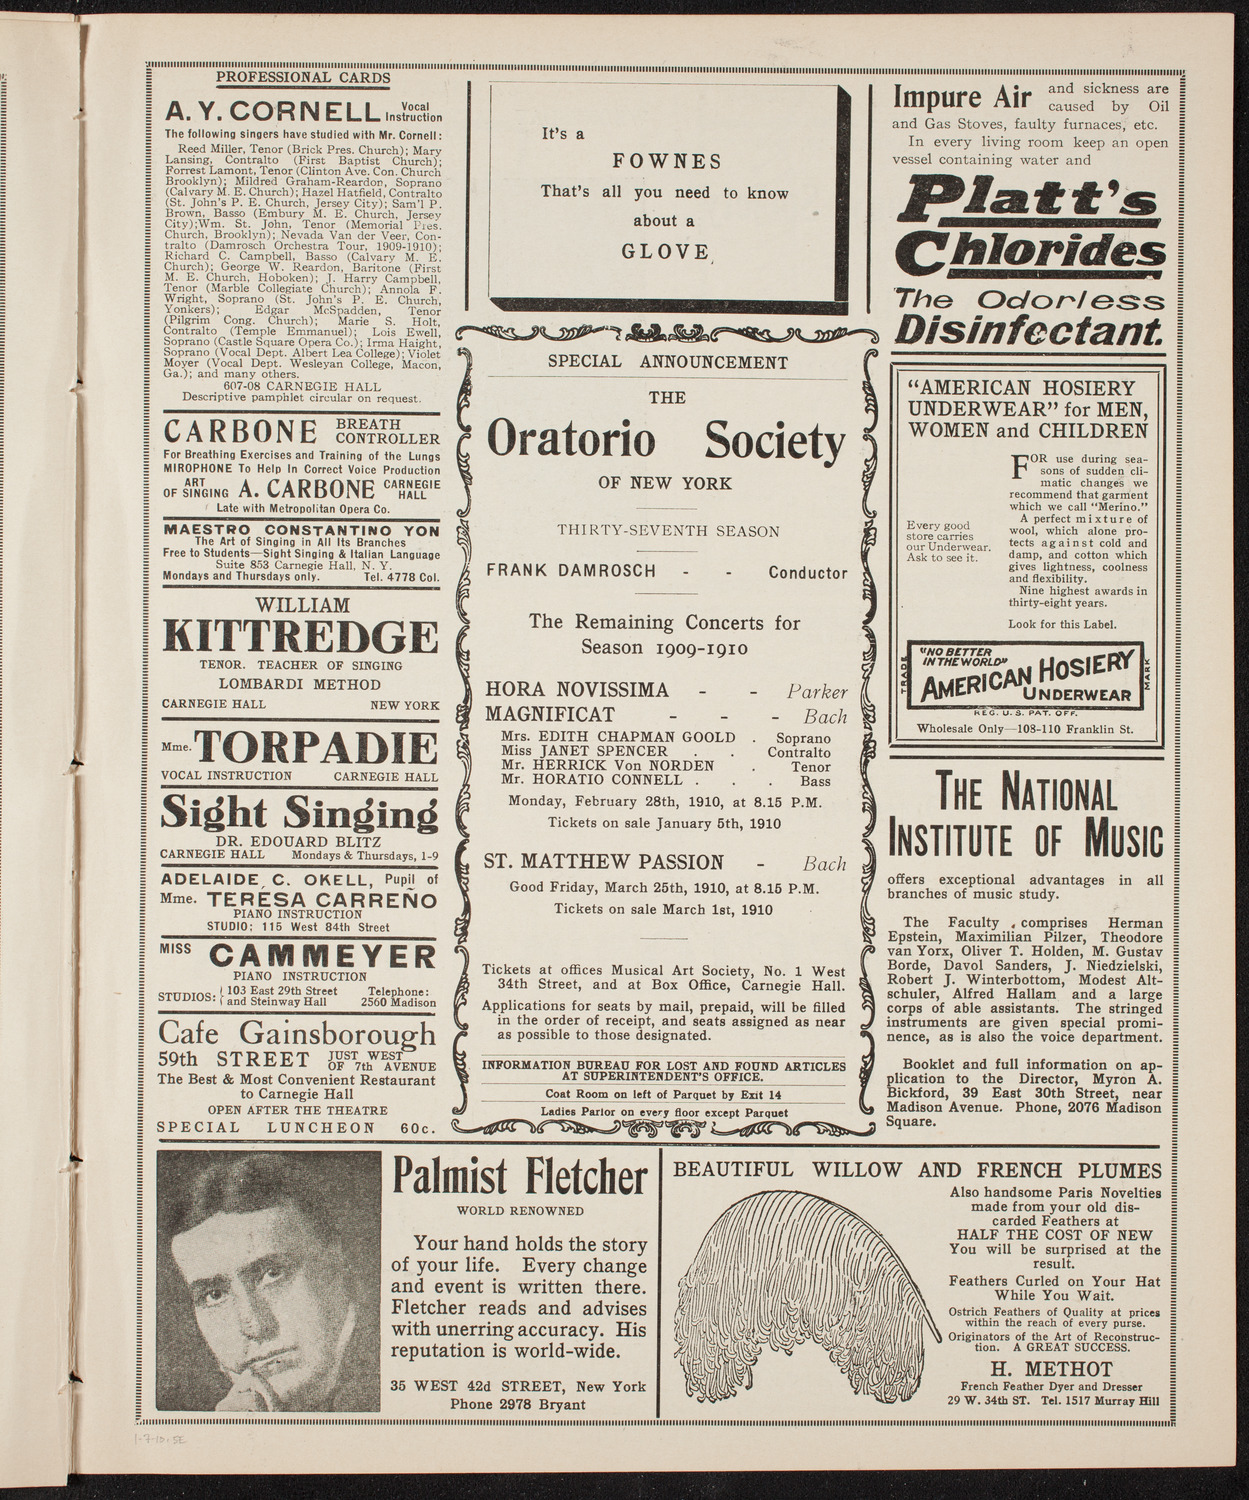 PROFESSIONAL CARDS
A. Y. CORNELL Vocal Instruction
The following singers have studied with Mr. Cornell:
Reed Miller, Tenor (Brick Pres. Church); Mary
Lansing, Contralto (First Baptist Church);
Forrest Lamont, Tenor (Clinton Ave. Con. Church
Brooklyn); Mildred Graham-Reardon, Soprano
(Calvary M. E. Church); Hazel Hatfield, Contralto
(St. John's P. E. Church, Jersey City); Sam'l P.
Brown, Basso (Embury M. E. Church, Jersey
City); Wm. St. John, Tenor (Memorial Pres.
Church, Brooklyn); Nevada Van der Veer, Con-
tralto (Damrosch Orchestra Tour, 1909-1910);
Richard C. Campbell, Basso (Calvary M. E.
Church); George W. Reardon, Baritone (First
M. E. Church, Hoboken); J. Harry Campbell,
Tenor (Marble Collegiate Church); Annola F.
Wright, Soprano (St. John's P. E. Church,
Yonkers); Edgar McSpadden, Tenor
(Pilgrim Cong. Church); Marie S. Holt,
Contralto (Temple Emmanuel); Lois Ewell,
Soprano (Castle Square Opera Co.); Irma Haight,
Soprano (Vocal Dept. Albert Lea College); Violet
Moyer (Vocal Dept. Wesleyan College, Macon,
Ga.); and many others.
607-08 CARNEGIE HALL
Descriptive pamphlet circular on request.
CARBONE BREATH CONTROLLER
For Breathing Exercises and Training of the Lungs
MIROPHONE To Help In Correct Voice Production
ART OF SINGING A. CARBONE CARNEGIE HALL
Late with Metropolitan Opera Co.
MAESTRO CONSTANTINO YON
The Art of Singing in All Its Branches
Free to Students—Sight Singing & Italian Language
Suite 853 Carnegie Hall, N. Y.
Mondays and Thursdays only. Tel. 4778 Col.
WILLIAM
KITTREDGE
TENOR. TEACHER OF SINGING
LOMBARDI METHOD
CARNEGIE HALL NEW YORK
Mme. TORPADIE
VOCAL INSTRUCTION CARNEGIE HALL
Sight Singing
DR. EDOUARD BLITZ
CARNEGIE HALL Mondays & Thursdays, 1-9
ADELAIDE C. OKELL, Pupil of
Mme. TERESA CARREÑO
PIANO INSTRUCTION
STUDIO: 115 West 84th Street
MISS CAMMEYER
PIANO INSTRUCTION
STUDIOS: { 103 East 29th Street Telephone:
{ and Steinway Hall 2560 Madison
Cafe Gainsborough
59th STREET JUST WEST OF 7th AVENUE
The Best & Most Convenient Restaurant
to Carnegie Hall
OPEN AFTER THE THEATRE
SPECIAL LUNCHEON 60c.
It's a
FOWNES
That's all you need to know
about a
GLOVE
SPECIAL ANNOUNCEMENT
THE
Oratorio Society
OF NEW YORK
THIRTY-SEVENTH SEASON
FRANK DAMROSCH - - Conductor
The Remaining Concerts for
Season 1909-1910
HORA NOVISSIMA - - Parker
MAGNIFICAT - - - Bach
Mrs. EDITH CHAPMAN GOOLD . Soprano
Miss JANET SPENCER . . Contralto
Mr. HERRICK Von NORDEN . Tenor
Mr. HORATIO CONNELL . . . Bass
Monday, February 28th, 1910, at 8.15 P.M.
Tickets on sale January 5th, 1910
ST. MATTHEW PASSION - Bach
Good Friday, March 25th, 1910, at 8.15 P.M.
Tickets on sale March 1st, 1910
Tickets at offices Musical Art Society, No. 1 West
34th Street, and at Box Office, Carnegie Hall.
Applications for seats by mail, prepaid, will be filled
in the order of receipt, and seats assigned as near
as possible to those designated.
INFORMATION BUREAU FOR LOST AND FOUND ARTICLES
AT SUPERINTENDENT'S OFFICE.
Coat Room on left of Parquet by Exit 14
Ladies Parlor on every floor except Parquet
Impure Air and sickness are
caused by Oil
and Gas Stoves, faulty furnaces, etc.
In every living room keep an open
vessel containing water and
Platt's
Chlorides
The Odorless
Disinfectant.
"AMERICAN HOSIERY
UNDERWEAR" for MEN,
WOMEN and CHILDREN
FOR use during sea-
sons of sudden cli-
matic changes we
recommend that garment
which we call "Merino."
A perfect mixture of
wool, which alone pro-
tects against cold and
damp, and cotton which
gives lightness, coolness
and flexibility.
Nine highest awards in
thirty-eight years.
Look for this Label.
Every good
store carries
our Underwear.
Ask to see it.
TRADE MARK
"NO BETTER
IN THE WORLD"
AMERICAN HOSIERY
UNDERWEAR
REG. U. S. PAT. OFF.
Wholesale Only—108-110 Franklin St.
THE NATIONAL
INSTITUTE OF MUSIC
offers exceptional advantages in all
branches of music study.
The Faculty comprises Herman
Epstein, Maximilian Pilzer, Theodore
van Yorx, Oliver T. Holden, M. Gustav
Borde, Davol Sanders, J. Niedzielski,
Robert J. Winterbottom, Modest Alt-
schuler, Alfred Hallam and a large
corps of able assistants. The stringed
instruments are given special promi-
nence, as is also the voice department.
Booklet and full information on ap-
plication to the Director, Myron A.
Bickford, 39 East 30th Street, near
Madison Avenue. Phone, 2076 Madison
Square.
Palmist Fletcher
WORLD RENOWNED
Your hand holds the story
of your life. Every change
and event is written there.
Fletcher reads and advises
with unerring accuracy. His
reputation is world-wide.
35 WEST 42d STREET, New York
Phone 2978 Bryant
BEAUTIFUL WILLOW AND FRENCH PLUMES
Also handsome Paris Novelties
made from your old dis-
carded Feathers at
HALF THE COST OF NEW
You will be surprised at the
result.
Feathers Curled on Your Hat
While You Wait.
Ostrich Feathers of Quality at prices
within the reach of every purse.
Originators of the Art of Reconstruc-
tion. A GREAT SUCCESS.
H. METHOT
French Feather Dyer and Dresser
29 W. 34th ST. Tel. 1517 Murray Hill
1-7-10-5E